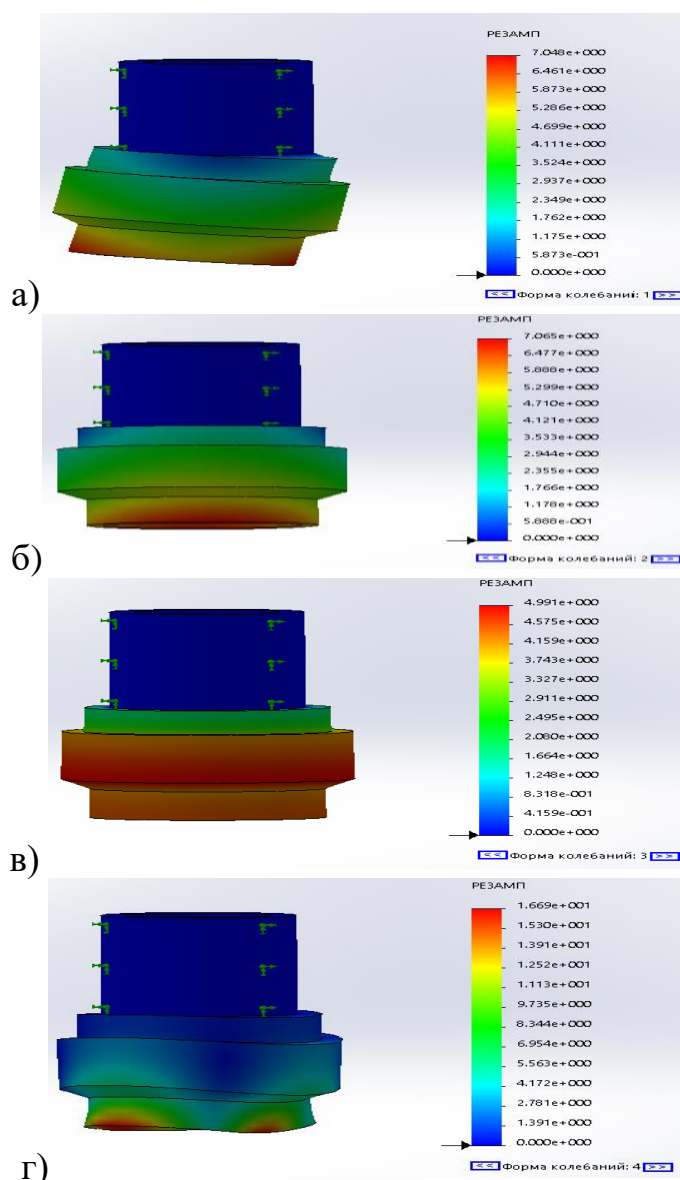 РЕЗАМП
7.048e+000
6.461e+000
5.873e+000
5.286e+000
4.699e+000
4.111e+000
3.524e+000
2.937e+000
2.349e+000
1.762e+000
1.175e+000
5.873e-001
0.000e+000
<< Форма колебаний: 1 >>
а)
РЕЗАМП
7.065e+000
6.477e+000
5.888e+000
5.299e+000
4.710e+000
4.121e+000
3.533e+000
2.944e+000
2.355e+000
1.766e+000
1.178e+000
5.888e-001
0.000e+000
<< Форма колебаний: 2 >>
б)
РЕЗАМП
4.991e+000
4.575e+000
4.159e+000
3.743e+000
3.327e+000
2.911e+000
2.495e+000
2.080e+000
1.664e+000
1.248e+000
8.318e-001
4.159e-001
0.000e+000
<< Форма колебаний: 3 >>
в)
РЕЗАМП
1.669e+001
1.530e+001
1.391e+001
1.252e+001
1.113e+001
9.735e+000
8.344e+000
6.954e+000
5.563e+000
4.172e+000
2.781e+000
1.391e+000
0.000e+000
<< Форма колебаний: 4 >>
г)